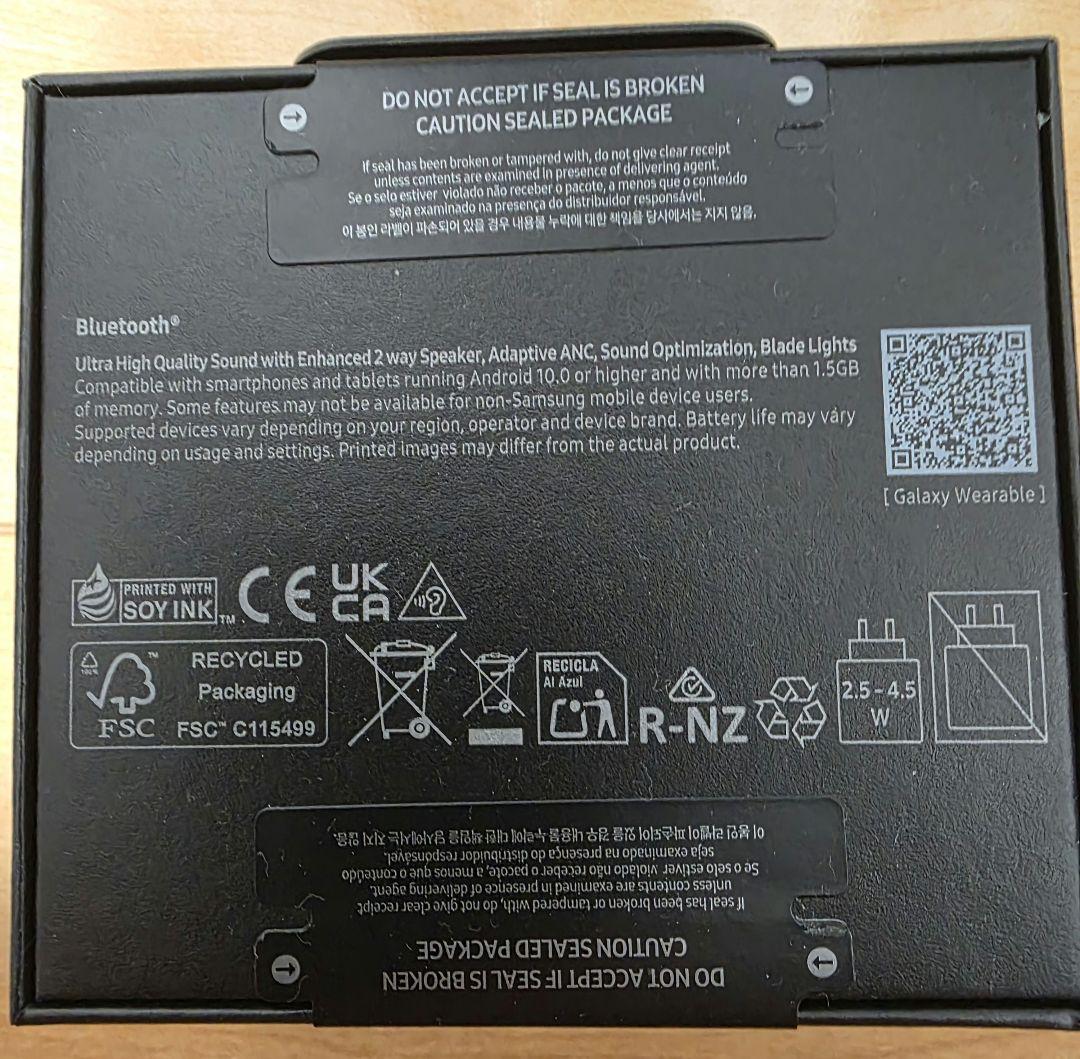 DO NOT ACCEPT IF SEAL IS BROKEN
CAUTION SEALED PACKAGE
If seal has been broken or tampered with, do not give clear receipt
unless contents are examined in presence of delivering agent.
Se o selo estiver violado não receber o pacote, a menos que o conteúdo
seja examinado na presença do distribuidor responsável.
이 봉인 라벨이 파손되어 있을 경우 내용물 누락에 대한 책임을 당사에서는 지지 않음.
Bluetooth®
Ultra High Quality Sound with Enhanced 2 way Speaker, Adaptive ANC, Sound Optimization, Blade Lights
Compatible with smartphones and tablets running Android 10.0 or higher and with more than 1.5GB
of memory. Some features may not be available for non-Samsung mobile device users.
Supported devices vary depending on your region, operator and device brand. Battery life may vary
depending on usage and settings. Printed images may differ from the actual product.
[ Galaxy Wearable ]
PRINTED WITH
SOY INK™
CE
UK
CA
RECYCLED
Packaging
FSC™ C115499
100%
™
FSC
RECICLA
Al Azul
R-NZ
2.5 - 4.5
W
DO NOT ACCEPT IF SEAL IS BROKEN
CAUTION SEALED PACKAGE
If seal has been broken or tampered with, do not give clear receipt
unless contents are examined in presence of delivering agent.
Se o selo estiver violado não receber o pacote, a menos que o conteúdo
seja examinado na presença do distribuidor responsável.
이 봉인 라벨이 파손되어 있을 경우 내용물 누락에 대한 책임을 당사에서는 지지 않음.